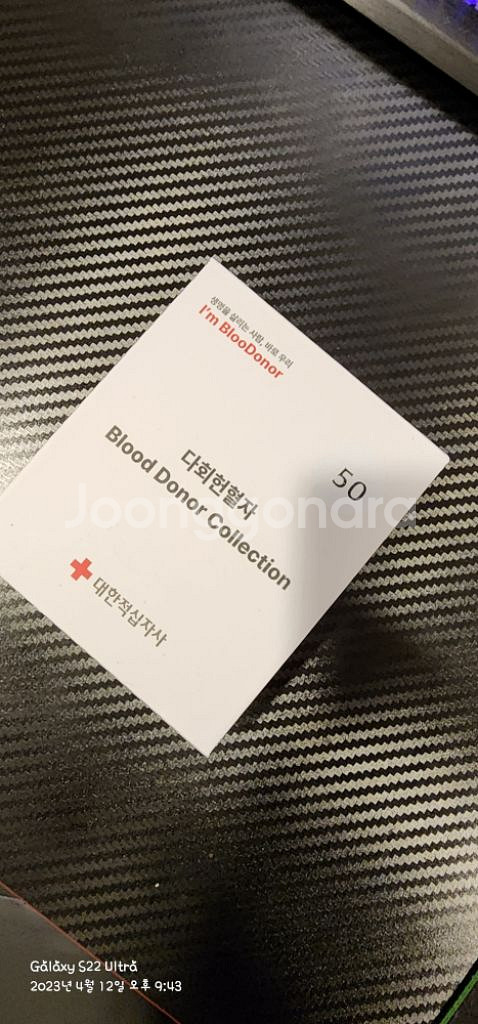 생명을 살리는 사람, 바로 우리
I'm BlooDonor
50
다회헌혈자
Blood Donor Collection
대한적십자사
Joonggonara
Galaxy S22 Ultra
2023년 4월 12일 오후 9:43